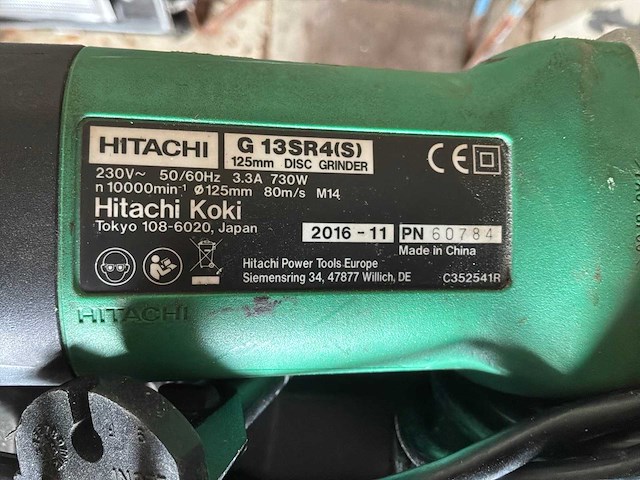 HITACHI
G 13SR4(S)
125mm DISC GRINDER
230V~ 50/60Hz 3.3A 730W
n 10000min⁻¹ ø125mm 80m/s M14
Hitachi Koki
Tokyo 108-6020, Japan
2016-11
PN 60784
Made in China
Hitachi Power Tools Europe
Siemensring 34, 47877 Willich, DE
C352541R
CE
HITACHI